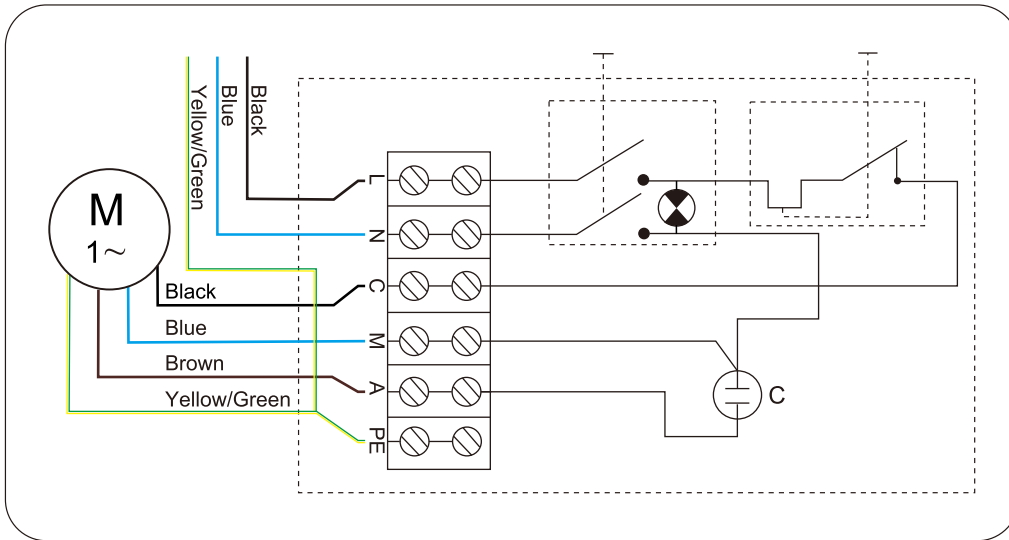 Yellow/Green
Blue
Black
M
1~
L
N
C
M
A
PE
Black
Blue
Brown
Yellow/Green
C